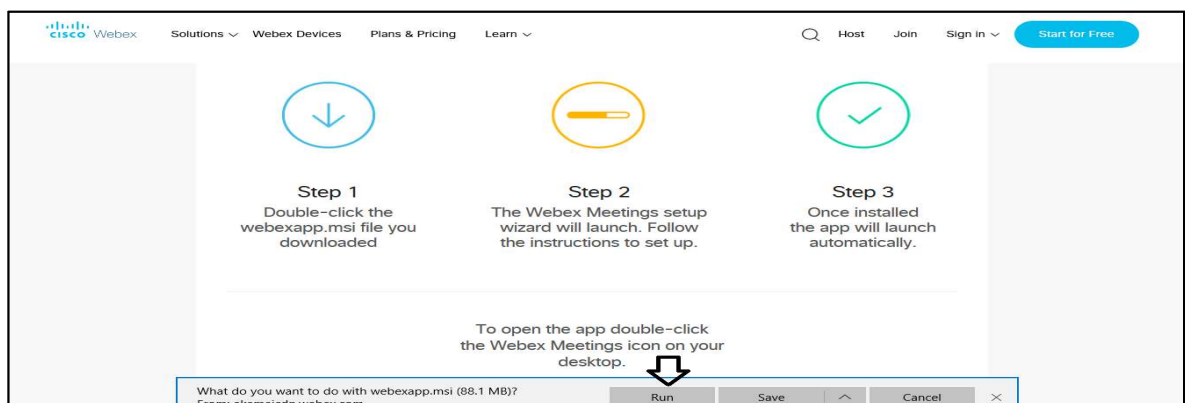 CISCO Webex Solutions Webex Devices Plans & Pricing Learn Host Join Sign in Start for Free
Step 1
Double-click the
webexapp.msi file you
downloaded
Step 2
The Webex Meetings setup
wizard will launch. Follow
the instructions to set up.
Step 3
Once installed
the app will launch
automatically.
To open the app double-click
the Webex Meetings icon on your
desktop.
What do you want to do with webexapp.msi (88.1 MB)?
Run Save Cancel